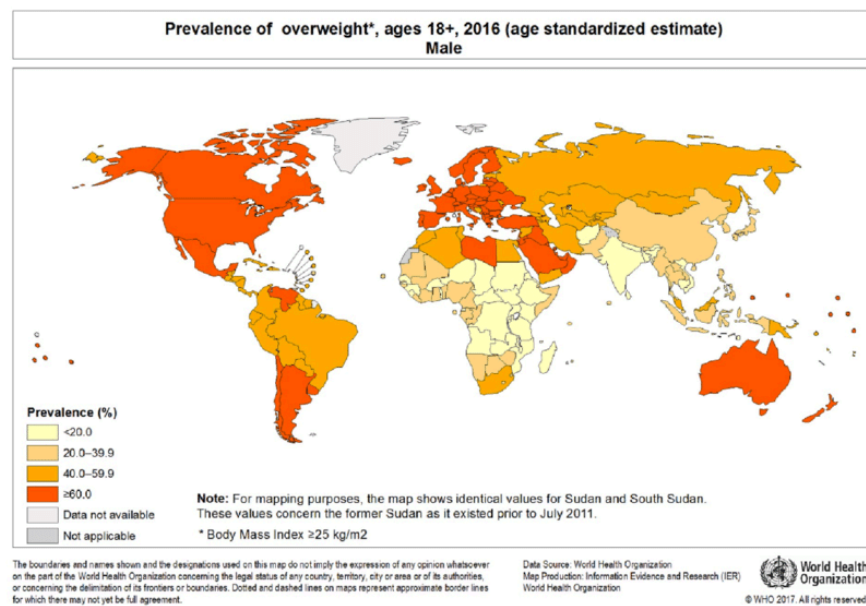 Prevalence of overweight*, ages 18+, 2016 (age standardized estimate)
Male
Prevalence (%)
<20.0
20.0–39.9
40.0–59.9
≥60.0
Data not available
Not applicable
Note: For mapping purposes, the map shows identical values for Sudan and South Sudan.
These values concern the former Sudan as it existed prior to July 2011.
* Body Mass Index ≥25 kg/m2
The boundaries and names shown and the designations used on this map do not imply the expression of any opinion whatsoever
on the part of the World Health Organization concerning the legal status of any country, territory, city or area or of its authorities,
or concerning the delimitation of its frontiers or boundaries. Dotted and dashed lines on maps represent approximate border lines
for which there may not yet be full agreement.
Data Source: World Health Organization
Map Production: Information Evidence and Research (IER)
World Health Organization
World Health
Organization
© WHO 2017. All rights reserved